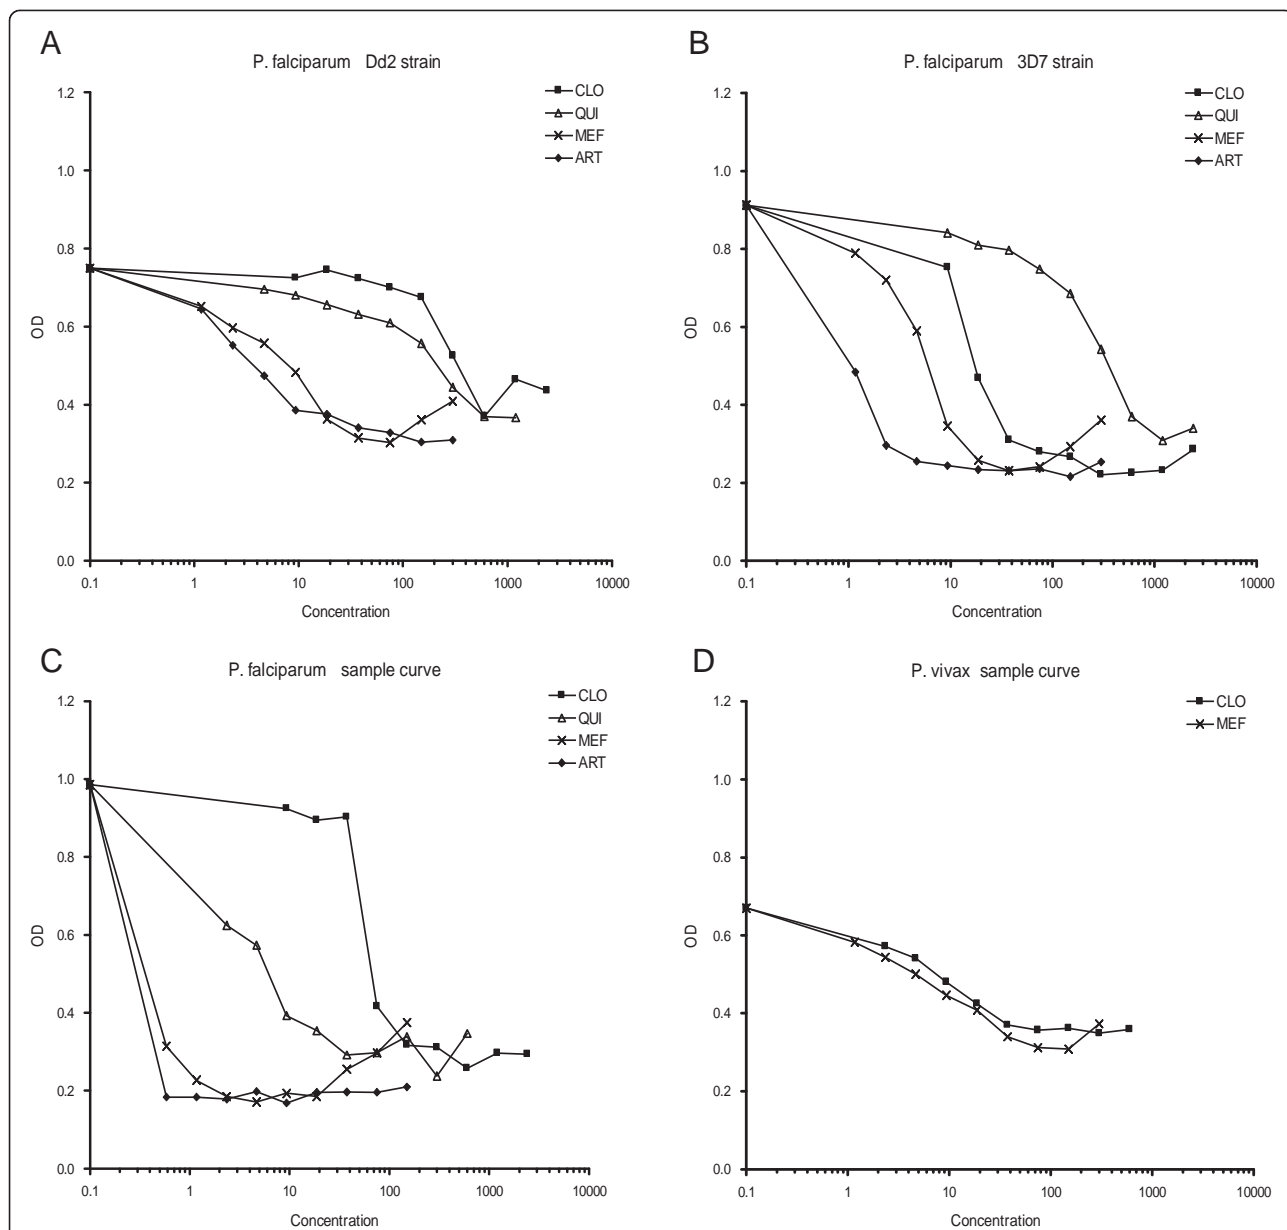 A
P. falciparum Dd2 strain
CLO
QUI
MEF
ART
1.2
1.0
0.8
0.6
0.4
0.2
0.0
OD
0.1 1 10 100 1000 10000
Concentration
B
P. falciparum 3D7 strain
CLO
QUI
MEF
ART
1.2
1.0
0.8
0.6
0.4
0.2
0.0
OD
0.1 1 10 100 1000 10000
Concentration
C
P. falciparum sample curve
CLO
QUI
MEF
ART
1.2
1.0
0.8
0.6
0.4
0.2
0.0
OD
0.1 1 10 100 1000 10000
Concentration
D
P. vivax sample curve
CLO
MEF
1.2
1.0
0.8
0.6
0.4
0.2
0.0
OD
0.1 1 10 100 1000 10000
Concentration